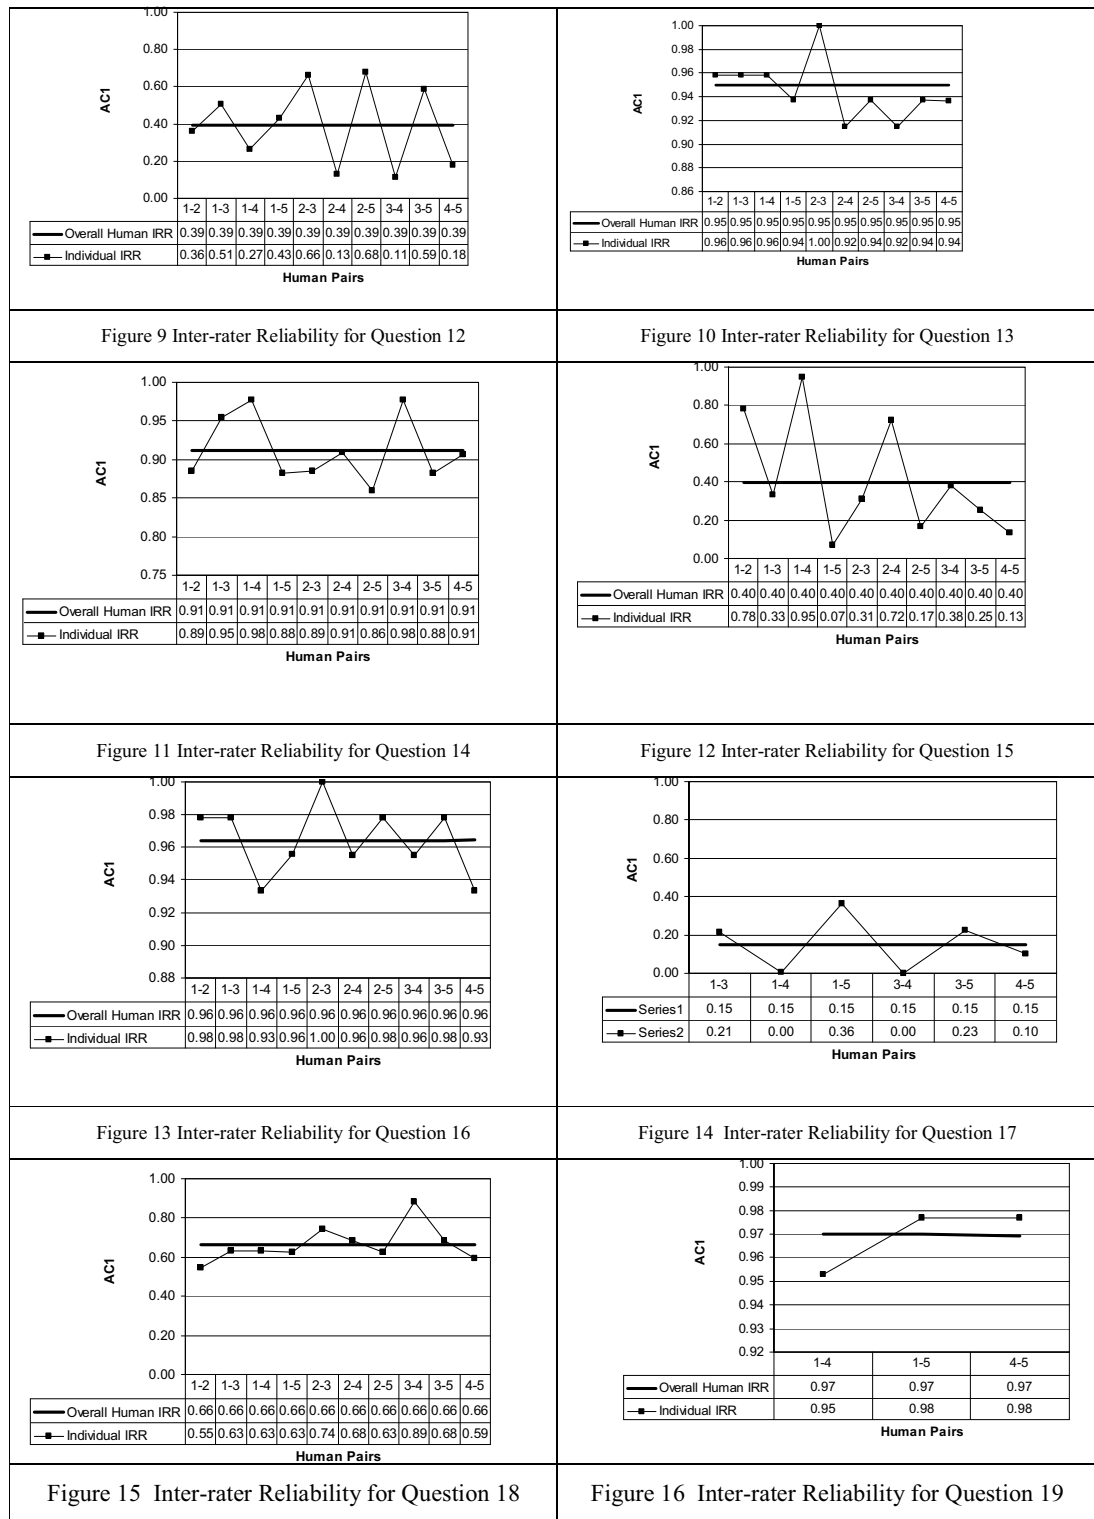 1.00
0.80
0.60
0.40
0.20
0.00
AC1
1-2 1-3 1-4 1-5 2-3 2-4 2-5 3-4 3-5 4-5
Overall Human IRR 0.39 0.39 0.39 0.39 0.39 0.39 0.39 0.39 0.39 0.39
Individual IRR 0.36 0.51 0.27 0.43 0.66 0.13 0.68 0.11 0.59 0.18
Human Pairs
Figure 9 Inter-rater Reliability for Question 12
1.00
0.98
0.96
0.94
0.92
0.90
0.88
0.86
AC1
1-2 1-3 1-4 1-5 2-3 2-4 2-5 3-4 3-5 4-5
Overall Human IRR 0.95 0.95 0.95 0.95 0.95 0.95 0.95 0.95 0.95 0.95
Individual IRR 0.96 0.96 0.96 0.94 1.00 0.92 0.94 0.92 0.94 0.94
Human Pairs
Figure 10 Inter-rater Reliability for Question 13
1.00
0.95
0.90
0.85
0.80
0.75
AC1
1-2 1-3 1-4 1-5 2-3 2-4 2-5 3-4 3-5 4-5
Overall Human IRR 0.91 0.91 0.91 0.91 0.91 0.91 0.91 0.91 0.91 0.91
Individual IRR 0.89 0.95 0.98 0.88 0.89 0.91 0.86 0.98 0.88 0.91
Human Pairs
Figure 11 Inter-rater Reliability for Question 14
1.00
0.80
0.60
0.40
0.20
0.00
AC1
1-2 1-3 1-4 1-5 2-3 2-4 2-5 3-4 3-5 4-5
Overall Human IRR 0.40 0.40 0.40 0.40 0.40 0.40 0.40 0.40 0.40 0.40
Individual IRR 0.78 0.33 0.95 0.07 0.31 0.72 0.17 0.38 0.25 0.13
Human Pairs
Figure 12 Inter-rater Reliability for Question 15
1.00
0.98
0.96
0.94
0.92
0.90
0.88
AC1
1-2 1-3 1-4 1-5 2-3 2-4 2-5 3-4 3-5 4-5
Overall Human IRR 0.96 0.96 0.96 0.96 0.96 0.96 0.96 0.96 0.96 0.96
Individual IRR 0.98 0.98 0.93 0.96 1.00 0.96 0.98 0.96 0.98 0.93
Human Pairs
Figure 13 Inter-rater Reliability for Question 16
1.00
0.80
0.60
0.40
0.20
0.00
AC1
1-3 1-4 1-5 3-4 3-5 4-5
Series1 0.15 0.15 0.15 0.15 0.15 0.15
Series2 0.21 0.00 0.36 0.00 0.23 0.10
Human Pairs
Figure 14 Inter-rater Reliability for Question 17
1.00
0.80
0.60
0.40
0.20
0.00
AC1
1-2 1-3 1-4 1-5 2-3 2-4 2-5 3-4 3-5 4-5
Overall Human IRR 0.66 0.66 0.66 0.66 0.66 0.66 0.66 0.66 0.66 0.66
Individual IRR 0.55 0.63 0.63 0.63 0.74 0.68 0.63 0.89 0.68 0.59
Human Pairs
Figure 15 Inter-rater Reliability for Question 18
1.00
0.99
0.98
0.97
0.96
0.95
0.94
0.93
0.92
AC1
1-4 1-5 4-5
Overall Human IRR 0.97 0.97 0.97
Individual IRR 0.95 0.98 0.98
Human Pairs
Figure 16 Inter-rater Reliability for Question 19